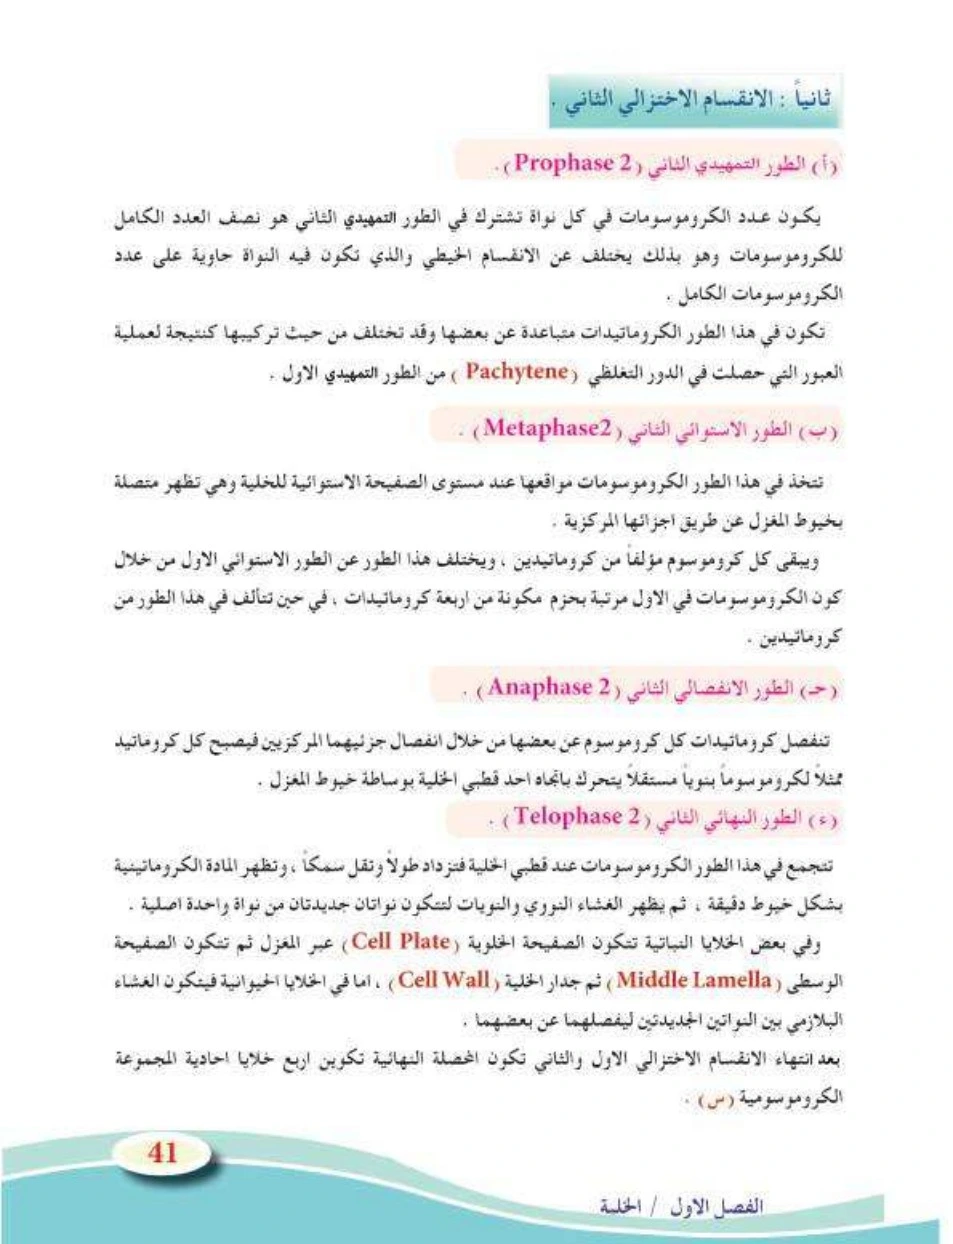 ثانياً : الانقسام الاختزالي الثاني .
(أ) الطور التمهيدي الثاني (Prophase 2) .
يكون عدد الكروموسومات في كل نواة تشترك في الطور التمهيدي الثاني هو نصف العدد الكامل
للكروموسومات وهو بذلك يختلف عن الانقسام الخيطي والذي تكون فيه النواة حاوية على عدد
الكروموسومات الكامل .
تكون في هذا الطور الكروماتيدات متباعدة عن بعضها وقد تختلف من حيث تركيبها كنتيجة لعملية
العبور التي حصلت في الدور التغلظي (Pachytene) من الطور التمهيدي الاول .
(ب) الطور الاستوائي الثاني (Metaphase2) .
تتخذ في هذا الطور الكروموسومات مواقعها عند مستوى الصفيحة الاستوائية للخلية وهي تظهر متصلة
بخيوط المغزل عن طريق اجزائها المركزية .
ويبقى كل كروموسوم مؤلفاً من كروماتيدين ، ويختلف هذا الطور عن الطور الاستوائي الاول من خلال
كون الكروموسومات في الاول مرتبة بحزم مكونة من اربعة كروماتيدات ، في حين تتألف في هذا الطور من
كروماتيدين .
(حـ) الطور الانفصالي الثاني (Anaphase 2) .
تنفصل كروماتيدات كل كروموسوم عن بعضها من خلال انفصال جزئيهما المركزيين فيصبح كل كروماتيد
ممثلاً لكروموسوماً بنوياً مستقلاً يتحرك باتجاه احد قطبي الخلية بوساطة خيوط المغزل .
(ء) الطور النهائي الثاني (Telophase 2) .
تتجمع في هذا الطور الكروموسومات عند قطبي الخلية فتزداد طولاً وتقل سمكاً ، وتظهر المادة الكروماتينية
بشكل خيوط دقيقة ، ثم يظهر الغشاء النووي والنويات لتتكون نواتان جديدتان من نواة واحدة اصلية .
وفي بعض الخلايا النباتية تتكون الصفيحة الخلوية (Cell Plate) عبر المغزل ثم تتكون الصفيحة
الوسطى (Middle Lamella) ثم جدار الخلية (Cell Wall) ، اما في الخلايا الحيوانية فيتكون الغشاء
البلازمي بين النواتين الجديدتين ليفصلهما عن بعضهما .
بعد انتهاء الانقسام الاختزالي الاول والثاني تكون المحصلة النهائية تكوين اربع خلايا احادية المجموعة
الكروموسومية (س) .
41
الفصل الاول / الخلية